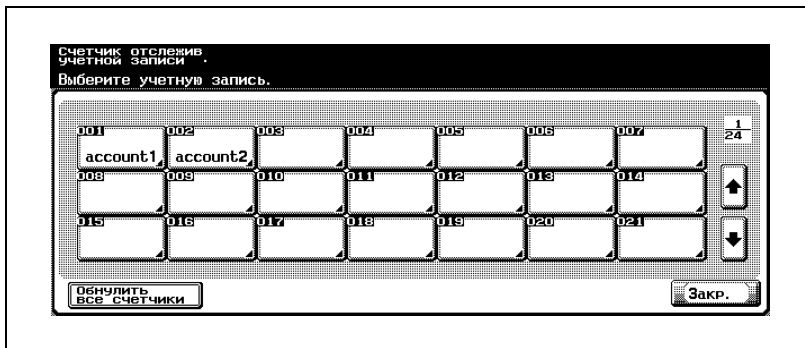 Счетчик отслежив
учетной записи .
Выберите учетную запись.
001 002 003 004 005 006 007
account1 account2
1
24
008 009 010 011 012 013 014
015 016 017 018 019 020 021
Обнулить
все счетчики
Закр.